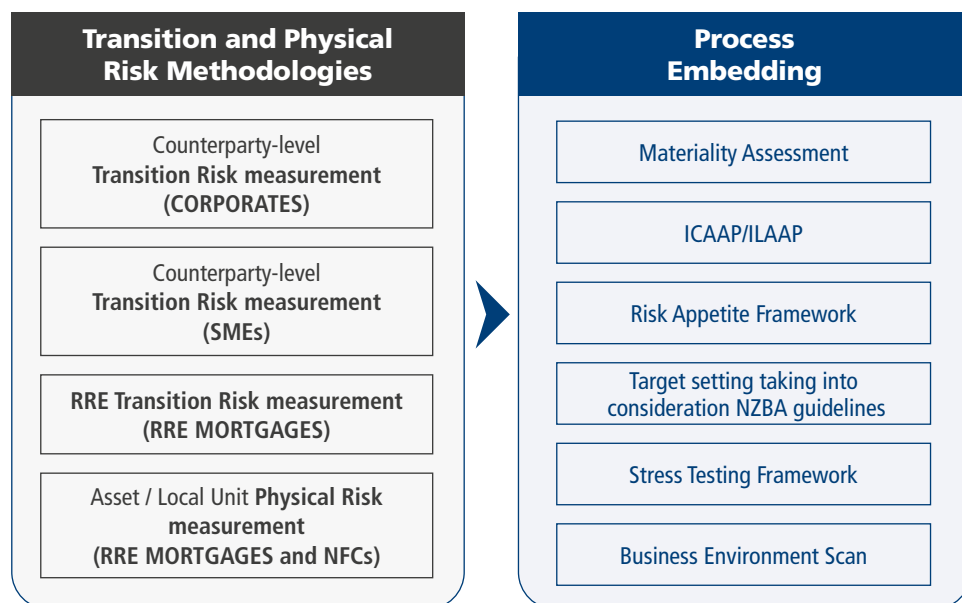 Transition and Physical
Risk Methodologies
Counterparty-level
Transition Risk measurement
(CORPORATES)
Counterparty-level
Transition Risk measurement
(SMEs)
RRE Transition Risk measurement
(RRE MORTGAGES)
Asset / Local Unit Physical Risk
measurement
(RRE MORTGAGES and NFCs)
Process
Embedding
Materiality Assessment
ICAAP/ILAAP
Risk Appetite Framework
Target setting taking into
consideration NZBA guidelines
Stress Testing Framework
Business Environment Scan